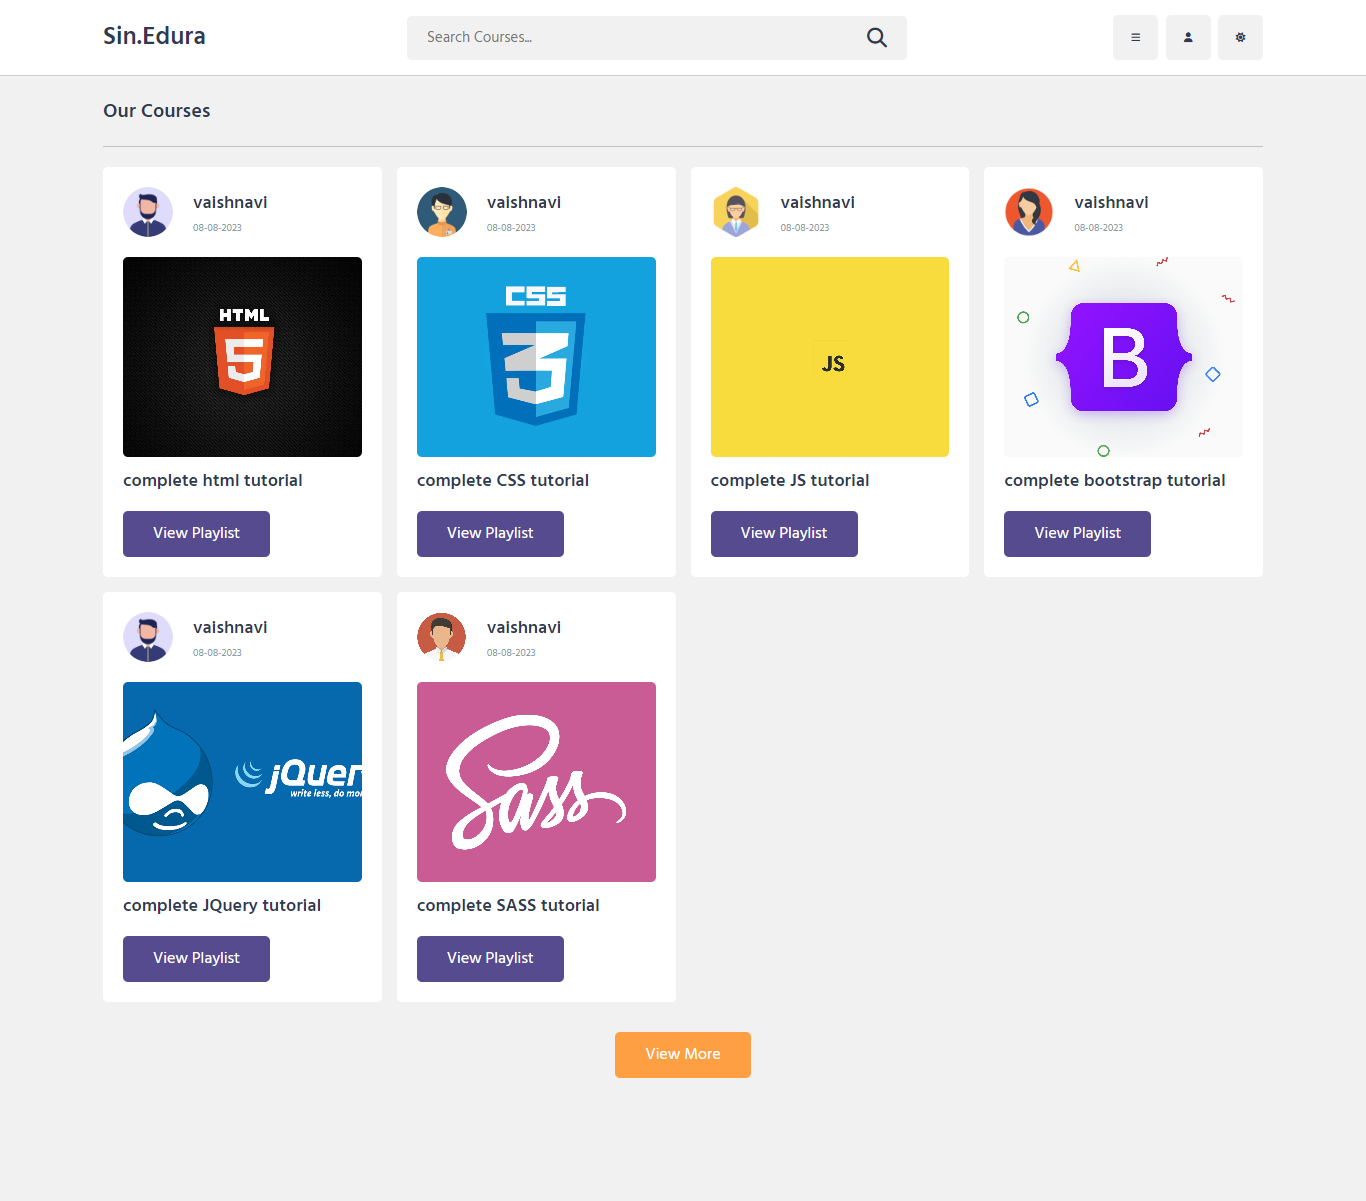 Sin.Edura
Search Courses...
Our Courses
vaishnavi
08-08-2023
HTML
5
complete html tutorial
View Playlist
vaishnavi
08-08-2023
CSS
3
complete CSS tutorial
View Playlist
vaishnavi
08-08-2023
JS
complete JS tutorial
View Playlist
vaishnavi
08-08-2023
B
complete bootstrap tutorial
View Playlist
vaishnavi
08-08-2023
jQuer
write less, do mo
complete JQuery tutorial
View Playlist
vaishnavi
08-08-2023
Sass
complete SASS tutorial
View Playlist
View More